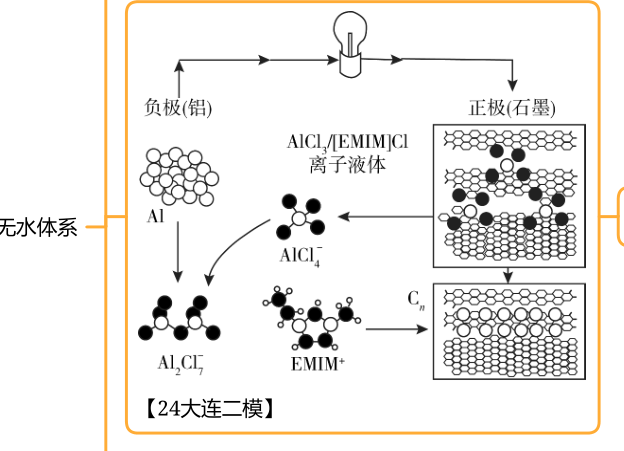 无水体系
负极(铝)
正极(石墨)
AlCl₃/[EMIM]Cl
离子液体
Al
AlCl₄⁻
Cₙ
Al₂Cl₇⁻
EMIM⁺
【24大连二模】